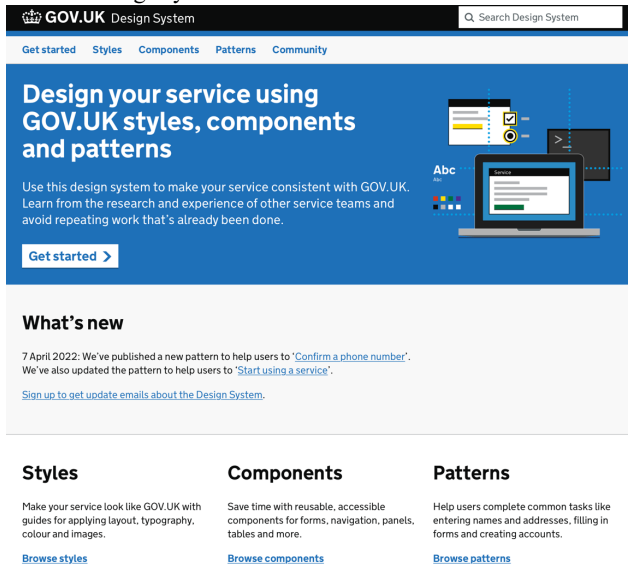 GOV.UK Design System
Search Design System
Get started Styles Components Patterns Community
Design your service using
GOV.UK styles, components
and patterns
Use this design system to make your service consistent with GOV.UK.
Learn from the research and experience of other service teams and
avoid repeating work that's already been done.
Get started
Abc
Abc
Service
>_
What's new
7 April 2022: We've published a new pattern to help users to 'Confirm a phone number'.
We've also updated the pattern to help users to 'Start using a service'.
Sign up to get update emails about the Design System.
Styles
Make your service look like GOV.UK with
guides for applying layout, typography,
colour and images.
Browse styles
Components
Save time with reusable, accessible
components for forms, navigation, panels,
tables and more.
Browse components
Patterns
Help users complete common tasks like
entering names and addresses, filling in
forms and creating accounts.
Browse patterns